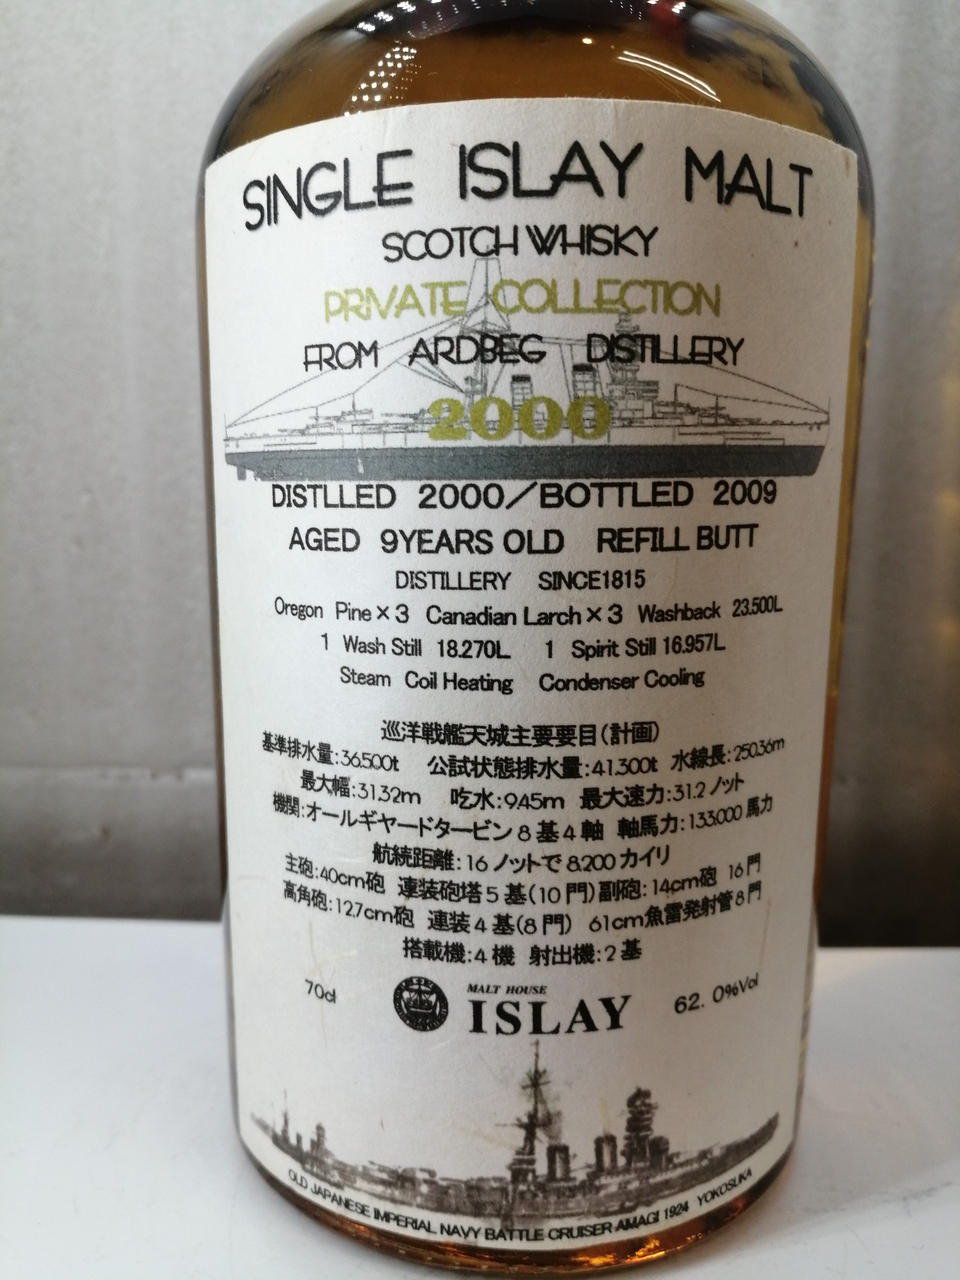 SINGLE ISLAY MALT
SCOTCH WHISKY
PRIVATE COLLECTION
FROM ARDBEG DISTILLERY
2000
DISTLLED 2000／BOTTLED 2009
AGED 9YEARS OLD REFILL BUTT
DISTILLERY SINCE1815
Oregon Pine×3 Canadian Larch×3 Washback 23.500L
1 Wash Still 18.270L 1 Spirit Still 16.957L
Steam Coil Heating Condenser Cooling
巡洋戦艦天城主要要目(計画)
基準排水量:36.500t 公試状態排水量:41.300t 水線長:250.36m
最大幅:31.32m 吃水:9.45m 最大速力:31.2ノット
機関:オールギヤードタービン8基4軸 軸馬力:133.000馬力
航続距離:16ノットで8.200カイリ
主砲:40cm砲 連装砲塔5基(10門)副砲:14cm砲 16門
高角砲:12.7cm砲 連装4基(8門) 61cm魚雷発射管8門
搭載機:4機 射出機:2基
70cl
MALT HOUSE
ISLAY
62. 0%Vol
OLD JAPANESE IMPERIAL NAVY BATTLE CRUISER AMAGI 1924 YOKOSUKA